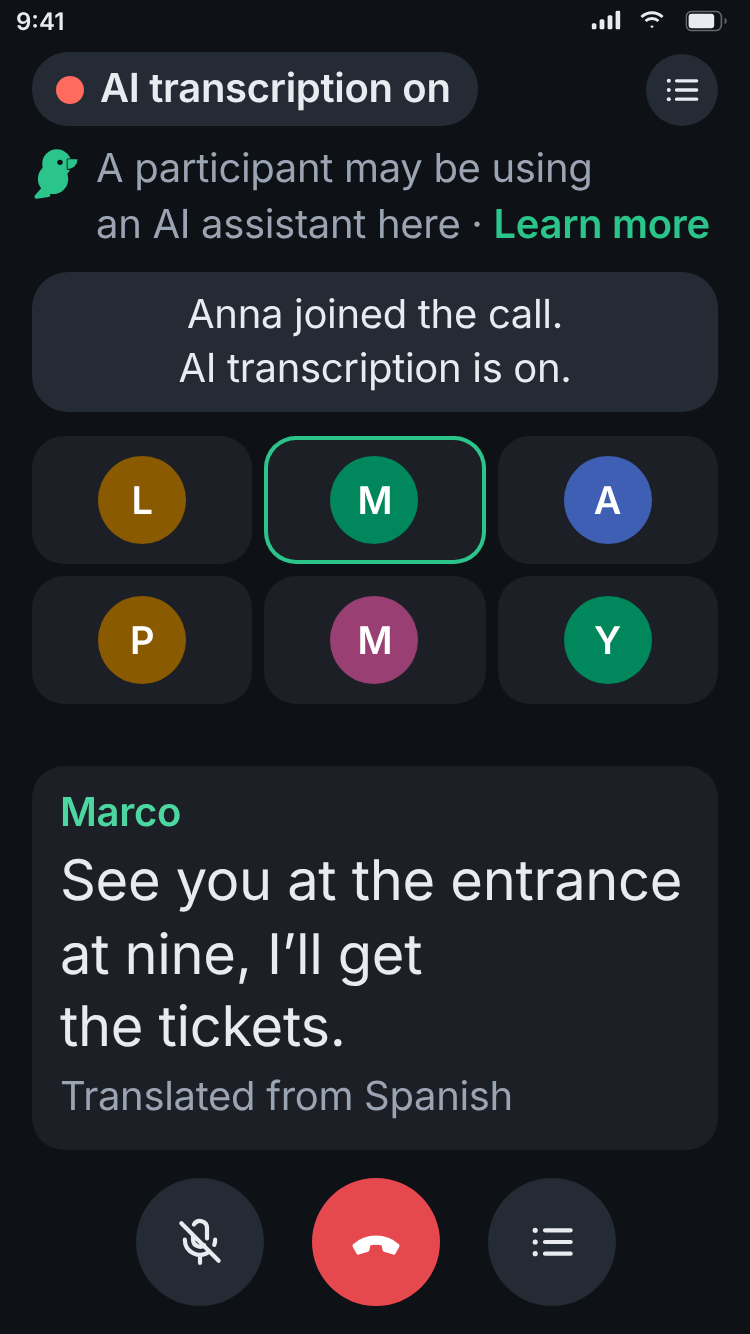 9:41
AI transcription on
A participant may be using
an AI assistant here · Learn more
Anna joined the call.
AI transcription is on.
L
M
A
P
M
Y
Marco
See you at the entrance
at nine, I’ll get
the tickets.
Translated from Spanish